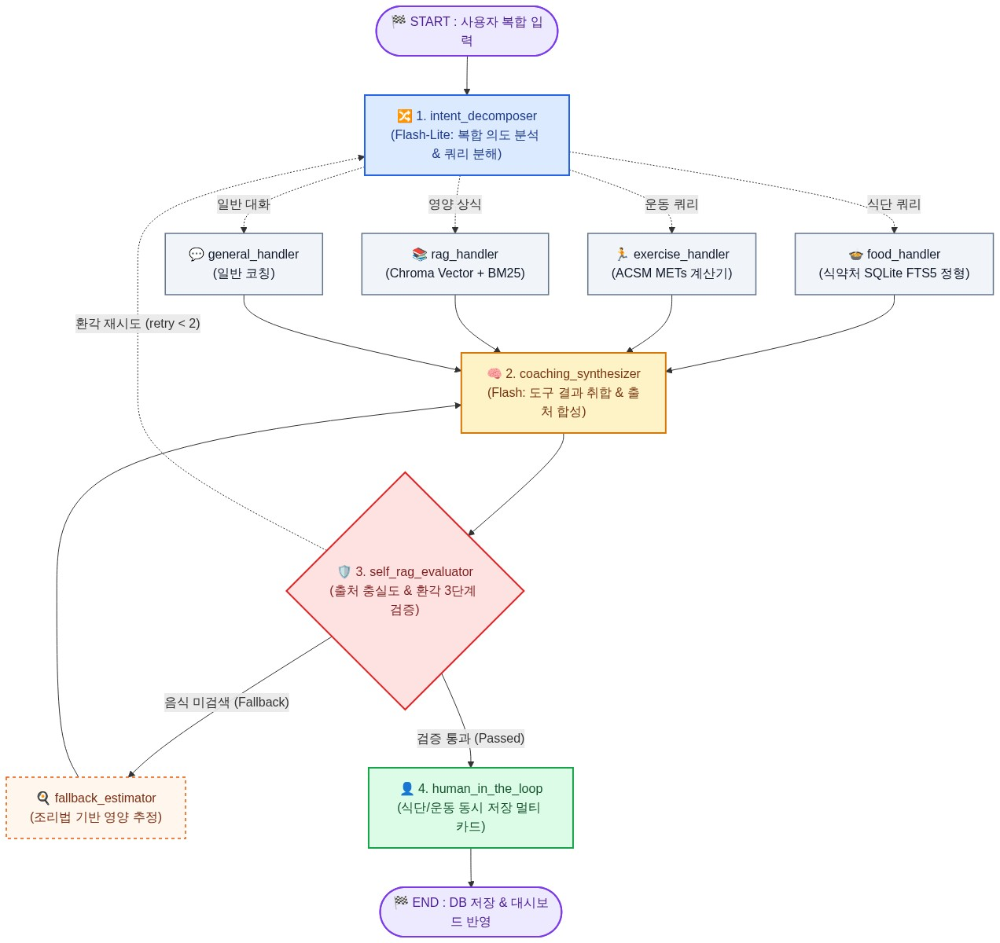 🏁 START : 사용자 복합 입
력
🔀 1. intent_decomposer
(Flash-Lite: 복합 의도 분석
& 쿼리 분해)
일반 대화
영양 상식
운동 쿼리
식단 쿼리
💬 general_handler
(일반 코칭)
📚 rag_handler
(Chroma Vector + BM25)
🏃 exercise_handler
(ACSM METs 계산기)
🍲 food_handler
(식약처 SQLite FTS5 정형)
환각 재시도 (retry < 2)
🧠 2. coaching_synthesizer
(Flash: 도구 결과 취합 & 출
처 합성)
🛡️ 3. self_rag_evaluator
(출처 충실도 & 환각 3단계
검증)
음식 미검색 (Fallback)
검증 통과 (Passed)
🍳 fallback_estimator
(조리법 기반 영양 추정)
👤 4. human_in_the_loop
(식단/운동 동시 저장 멀티
카드)
🏁 END : DB 저장 & 대시보
드 반영